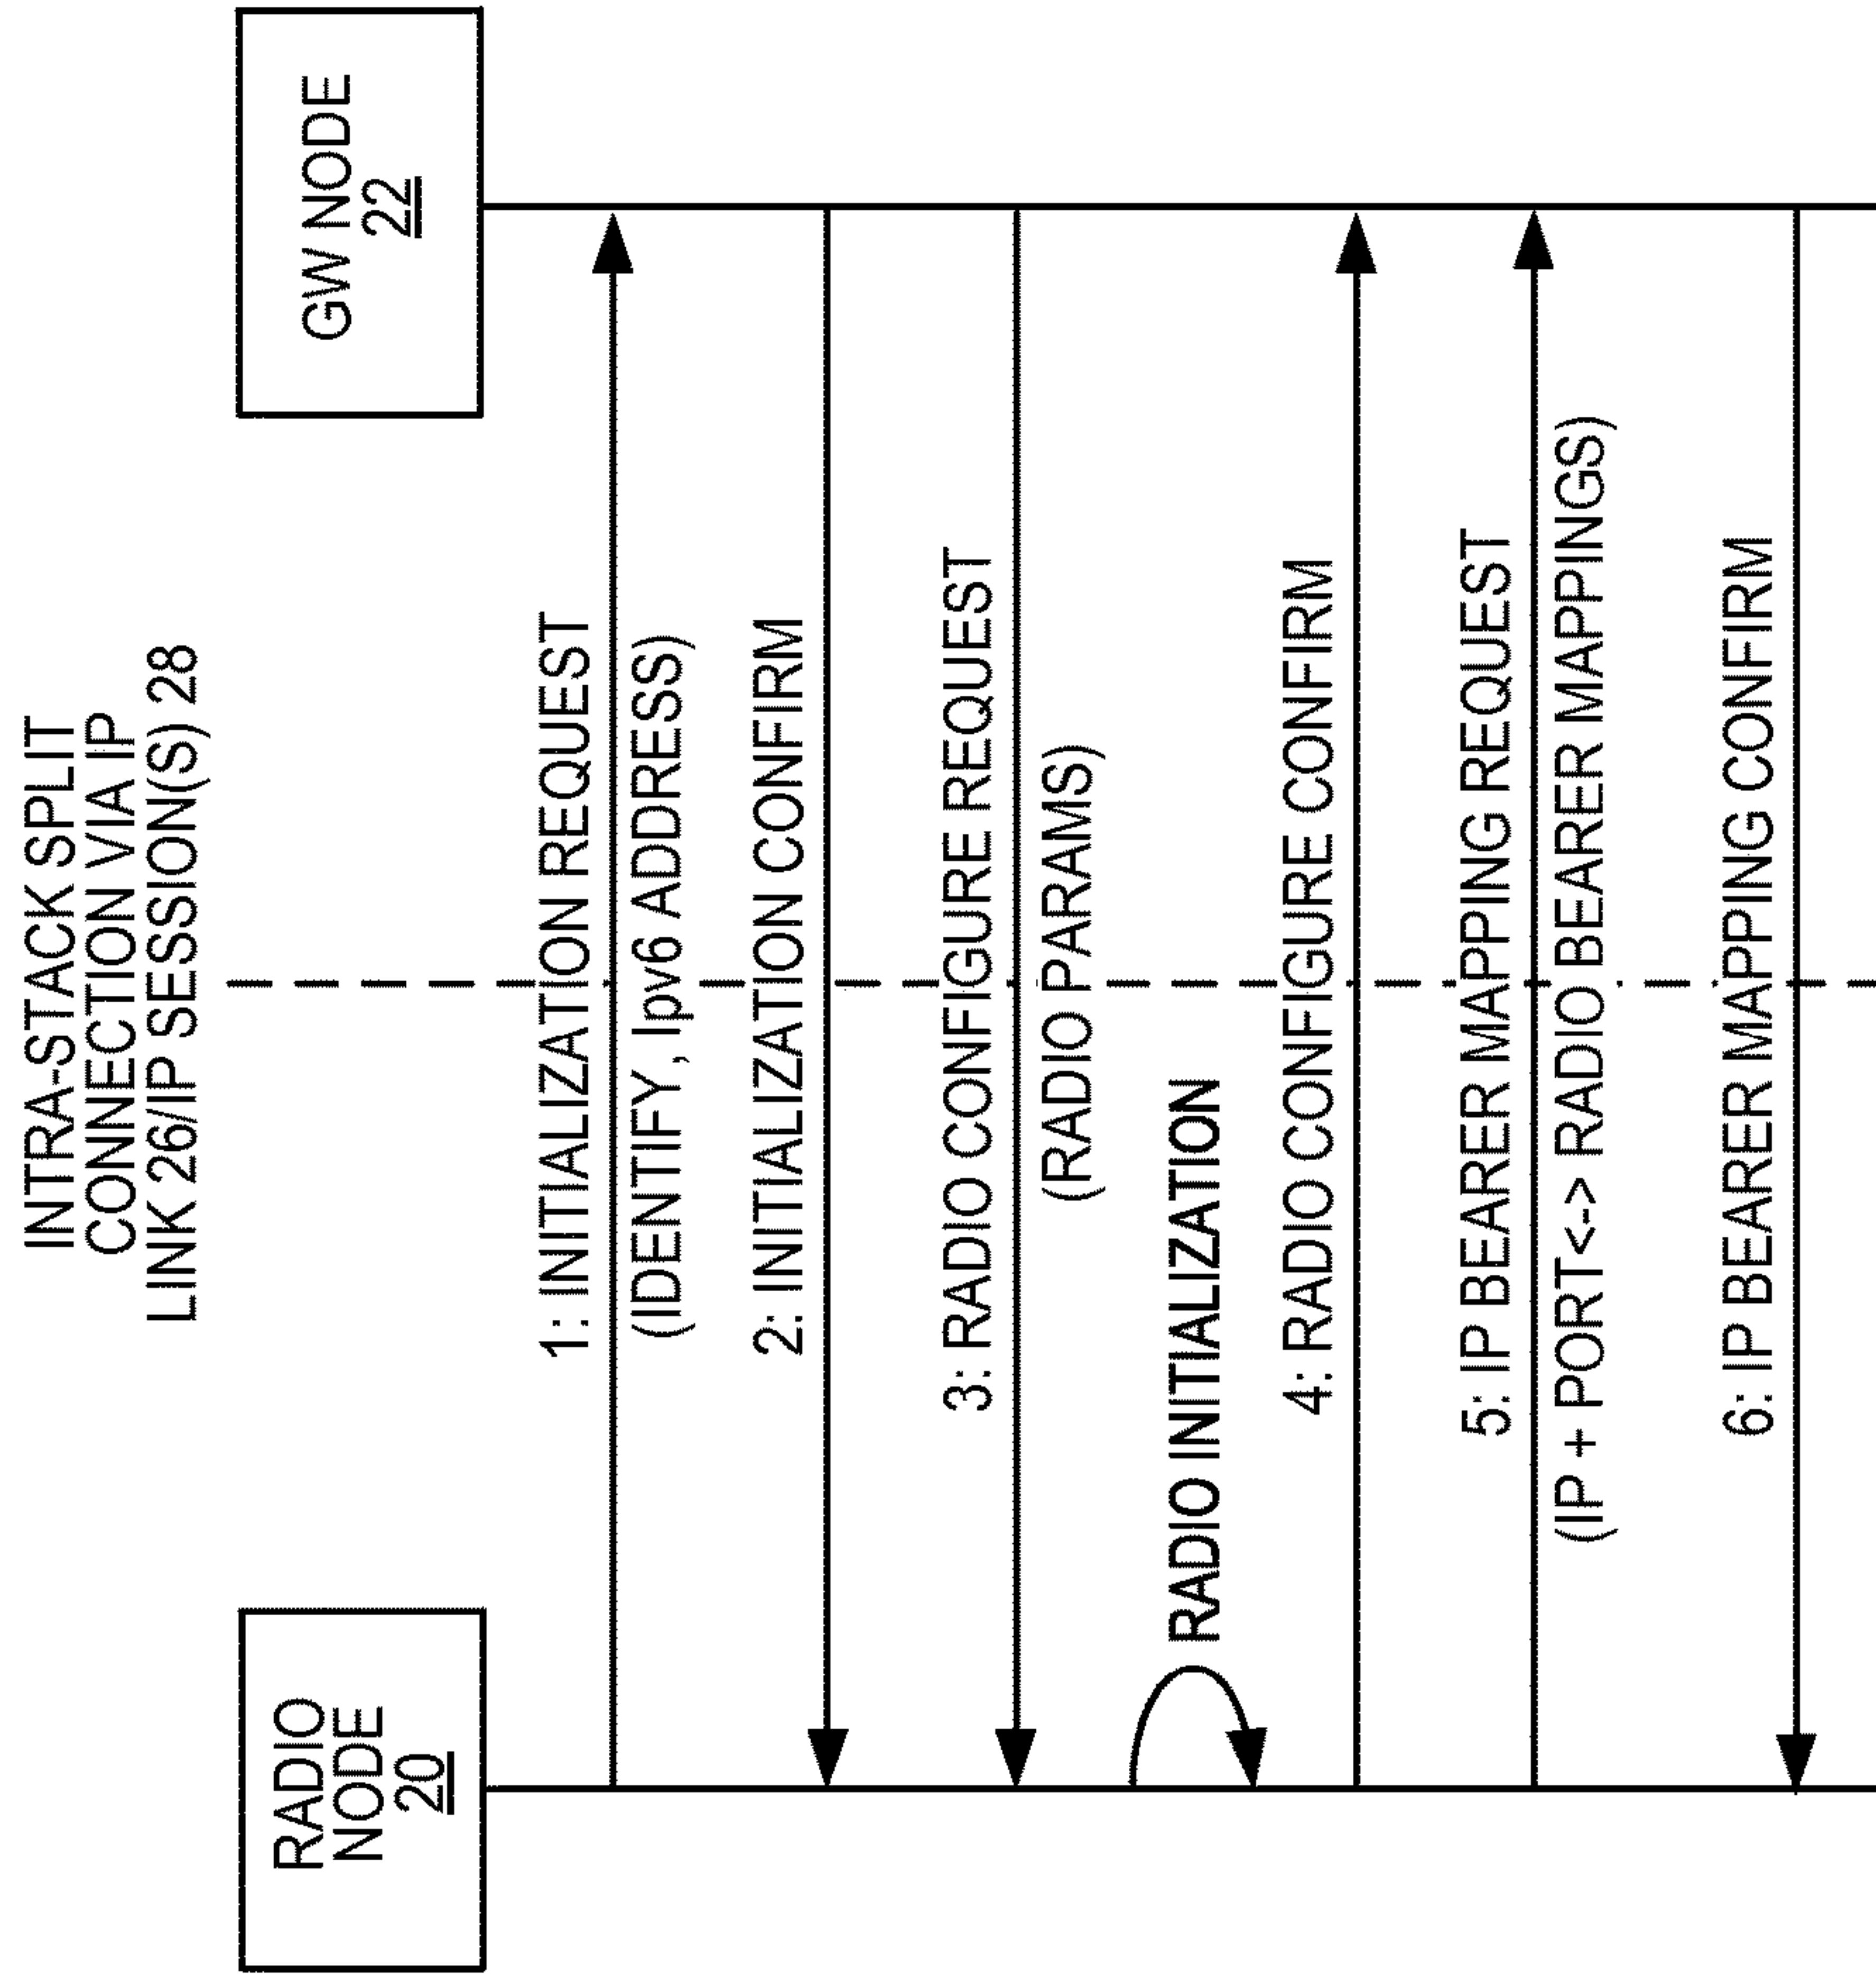 INTRA-STACK SPLIT
CONNECTION VIA IP
LINK 26/IP SESSION(S) 28
RADIO
NODE
20
GW NODE
22
1: INITIALIZATION REQUEST
(IDENTIFY, Ipv6 ADDRESS)
2: INITIALIZATION CONFIRM
3: RADIO CONFIGURE REQUEST
(RADIO PARAMS)
RADIO INITIALIZATION
4: RADIO CONFIGURE CONFIRM
5: IP BEARER MAPPING REQUEST
(IP + PORT<-> RADIO BEARER MAPPINGS)
6: IP BEARER MAPPING CONFIRM